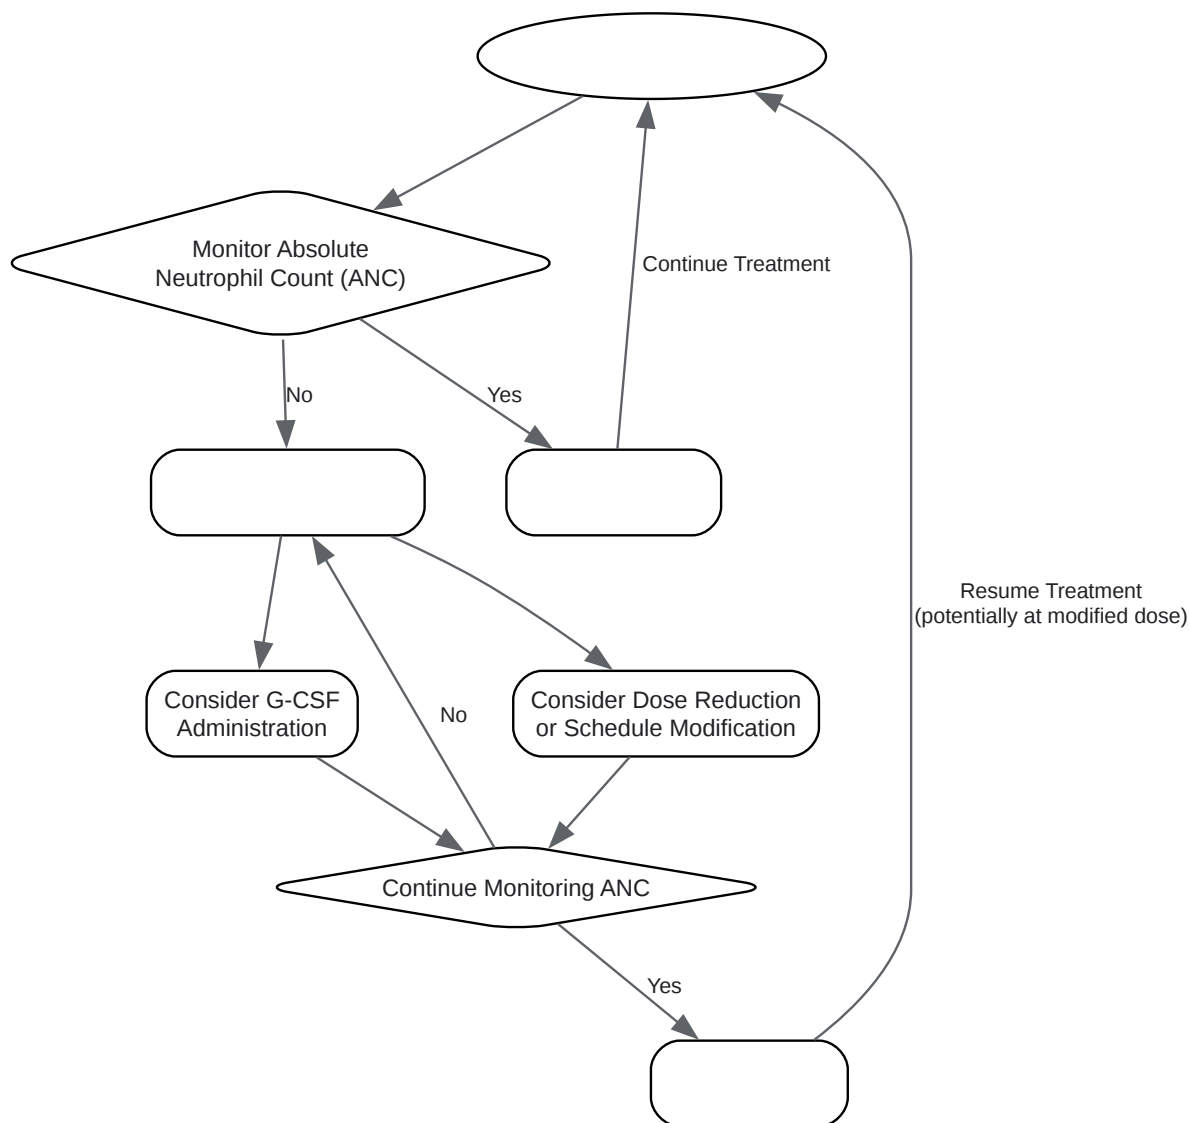 Monitor Absolute
Neutrophil Count (ANC)
Continue Treatment
No
Yes
Resume Treatment
(potentially at modified dose)
Consider G-CSF
Administration
No
Consider Dose Reduction
or Schedule Modification
Continue Monitoring ANC
Yes